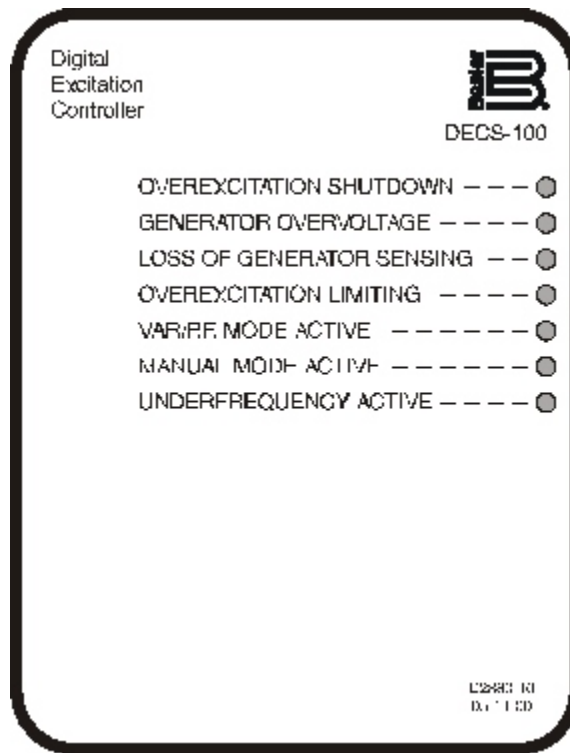 Digital
Excitation
Controller
Basler
DECS-100
OVEREXCITATION SHUTDOWN
GENERATOR OVERVOLTAGE
LOSS OF GENERATOR SENSING
OVEREXCITATION LIMITING
VAR/P.F. MODE ACTIVE
MANUAL MODE ACTIVE
UNDERFREQUENCY ACTIVE